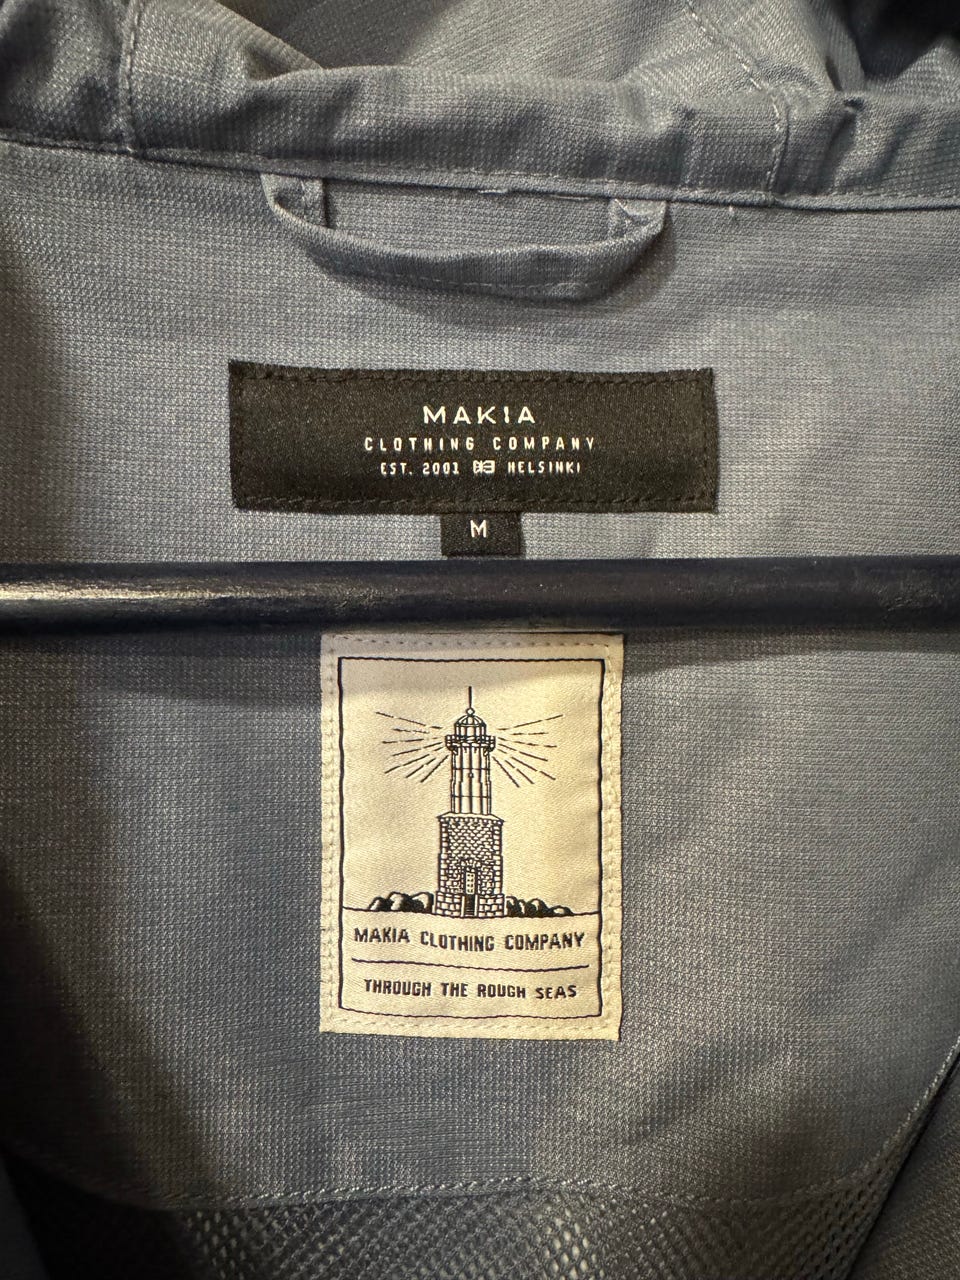 MAKIA
CLOTHING COMPANY
EST. 2001 HELSINKI
M
MAKIA CLOTHING COMPANY
THROUGH THE ROUGH SEAS